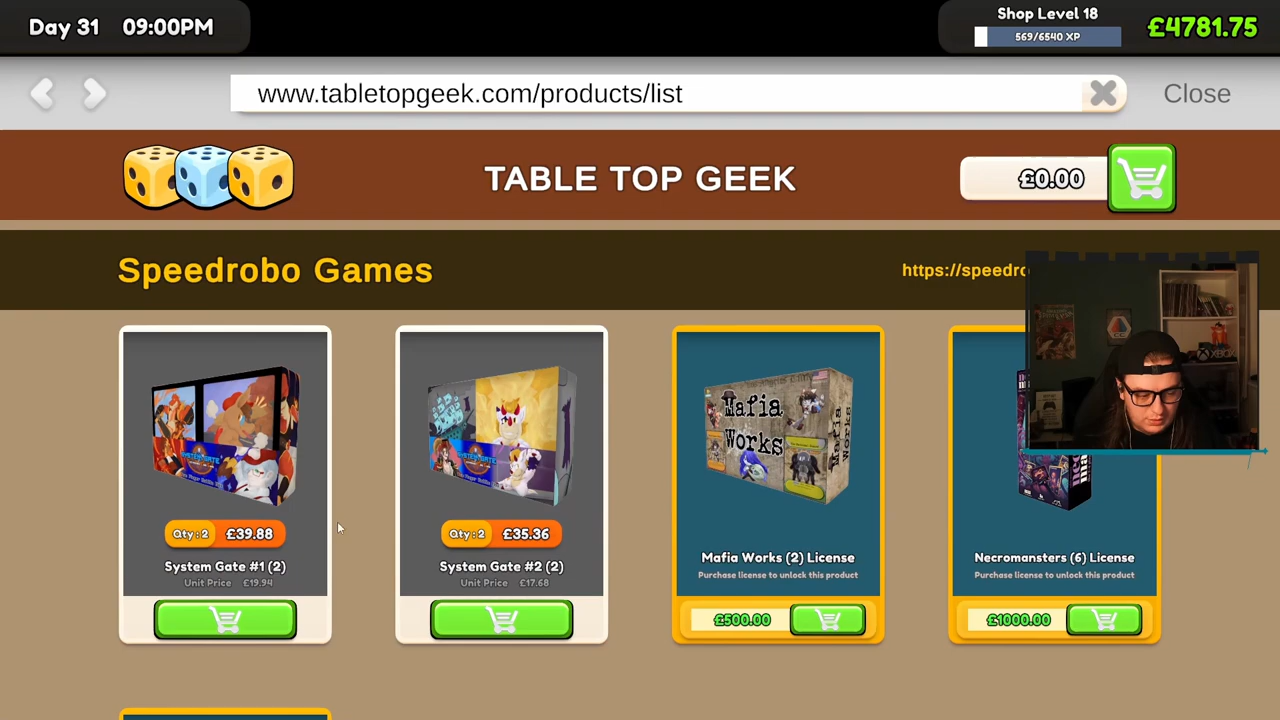 Day 31 09:00PM
Shop Level 18
569/6540 XP
£4781.75
www.tabletopgeek.com/products/list
Close
TABLE TOP GEEK
£0.00
Speedrobo Games
https://speedro
Mafia Works
Mafia Works
Qty : 2 £39.88
Qty : 2 £35.36
System Gate #1 (2)
Unit Price £19.94
System Gate #2 (2)
Unit Price £17.68
Mafia Works (2) License
Purchase license to unlock this product
Necromansters (6) License
Purchase license to unlock this product
£500.00
£1000.00